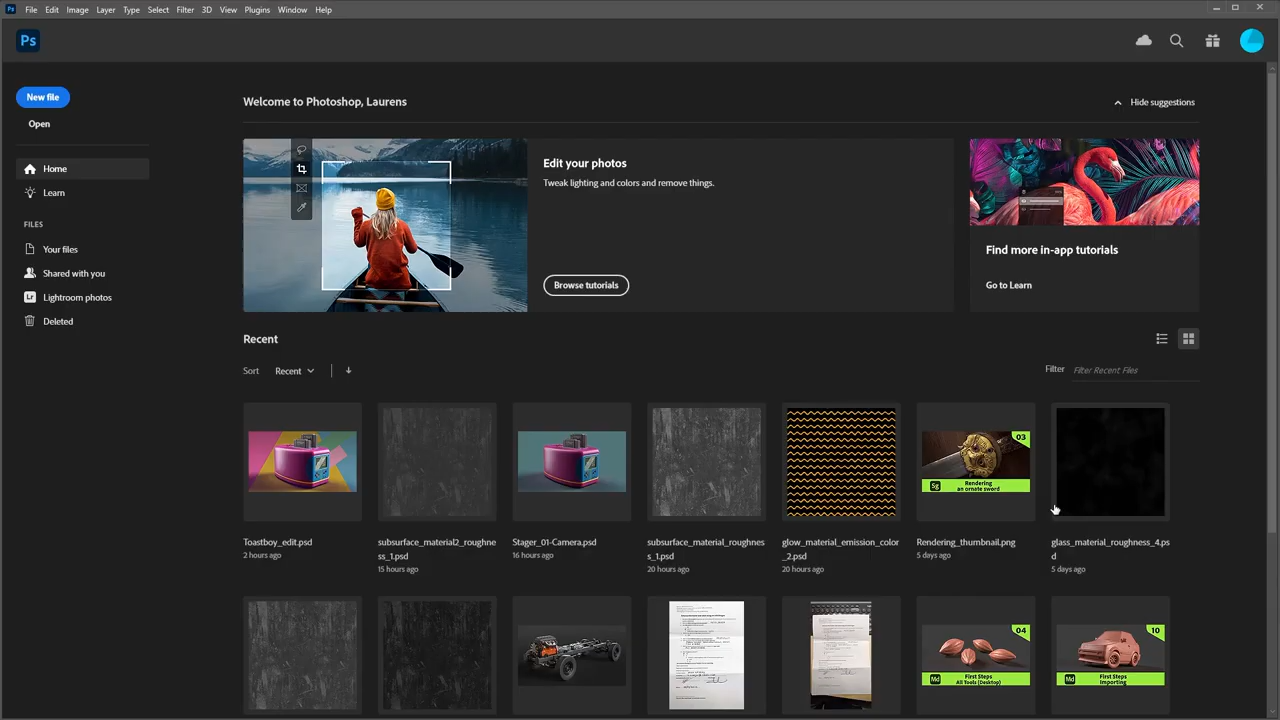 Ps File Edit Image Layer Type Select Filter 3D View Plugins Window Help
Ps
New file
Open
Home
Learn
FILES
Your files
Shared with you
Lr Lightroom photos
Deleted
Welcome to Photoshop, Laurens
Hide suggestions
Edit your photos
Tweak lighting and colors and remove things.
Browse tutorials
Find more in-app tutorials
Go to Learn
Recent
Sort Recent
Filter Filter Recent Files
Toastboy_edit.psd
2 hours ago
subsurface_material2_roughne
ss_1.psd
15 hours ago
Stager_01-Camera.psd
16 hours ago
subsurface_material_roughnes
s_1.psd
20 hours ago
glow_material_emission_color
_2.psd
20 hours ago
03
Sg Rendering
an ornate sword
Rendering_thumbnail.png
5 days ago
glass_material_roughness_4.ps
d
5 days ago
04
Md First Steps
All Tools (Desktop)
10
Md First Steps
Importing